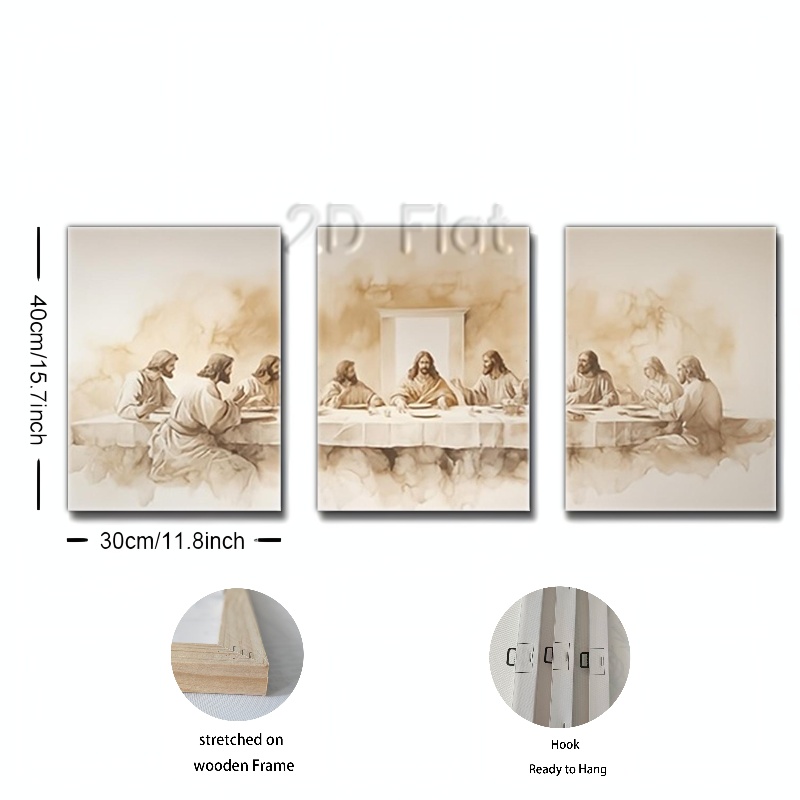 2D Flat
40cm/15.7inch
30cm/11.8inch
stretched on
wooden Frame
Hook
Ready to Hang